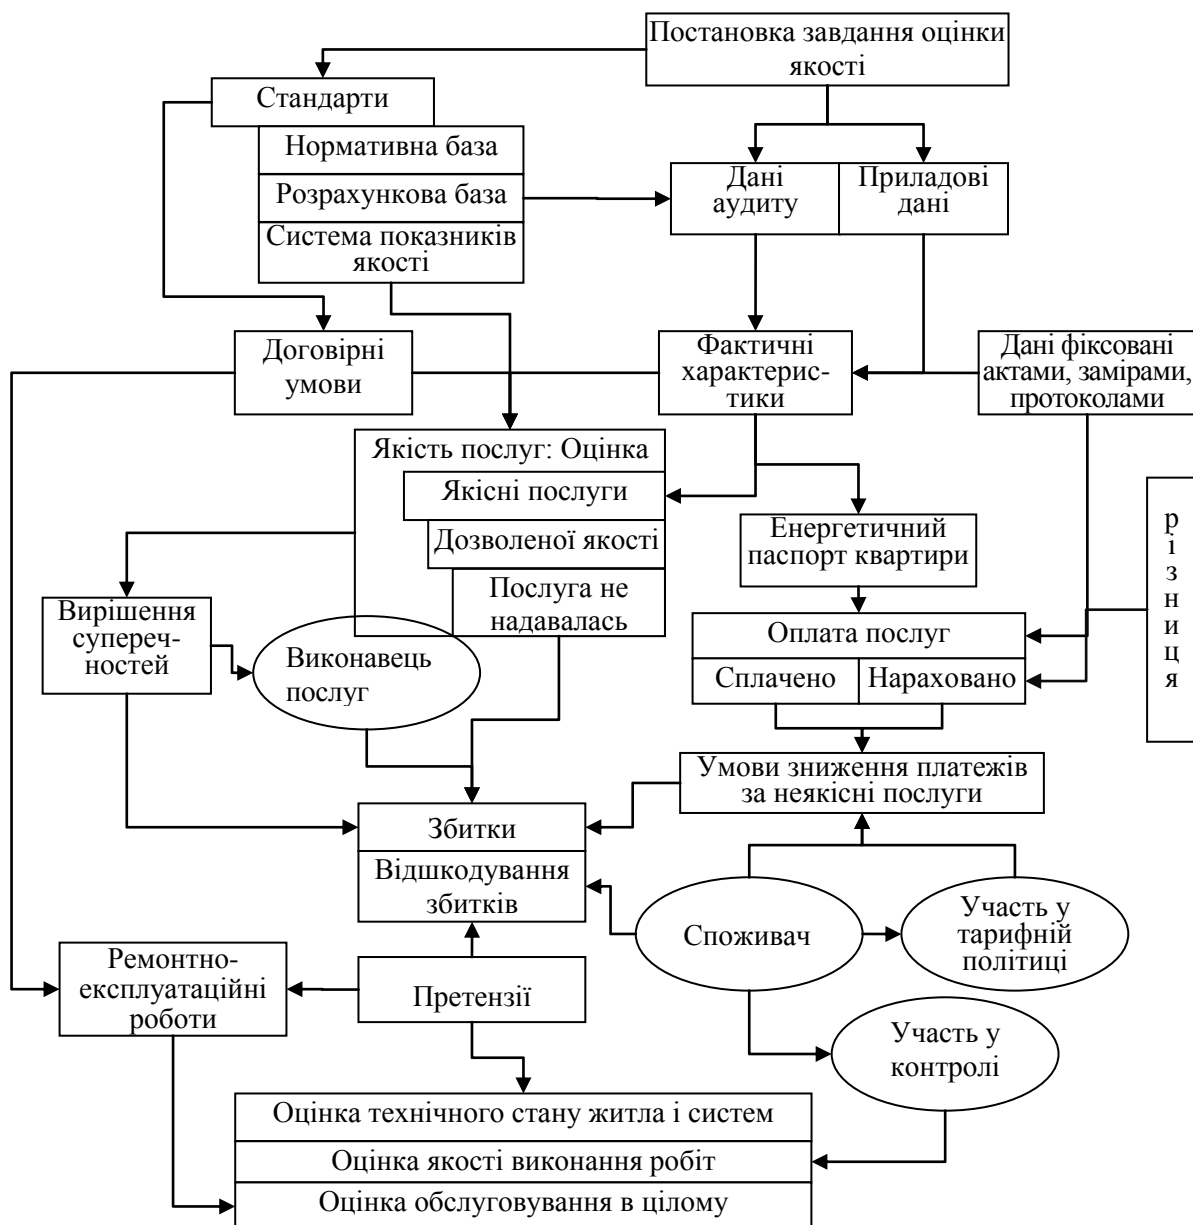 Постановка завдання оцінки
якості
Стандарти
Нормативна база
Розрахункова база
Система показників
якості
Дані
аудиту
Приладові
дані
Договірні
умови
Фактичні
характерис-
тики
Дані фіксовані
актами, замірами,
протоколами
Якість послуг: Оцінка
Якісні послуги
Дозволеної якості
Послуга не
надавалась
Енергетичний
паспорт квартири
різниця
Вирішення
супереч-
ностей
Виконавець
послуг
Оплата послуг
Сплачено
Нараховано
Умови зниження платежів
за неякісні послуги
Збитки
Відшкодування
збитків
Споживач
Участь у
тарифній
політиці
Ремонтно-
експлуатаційні
роботи
Претензії
Участь у
контролі
Оцінка технічного стану житла і систем
Оцінка якості виконання робіт
Оцінка обслуговування в цілому